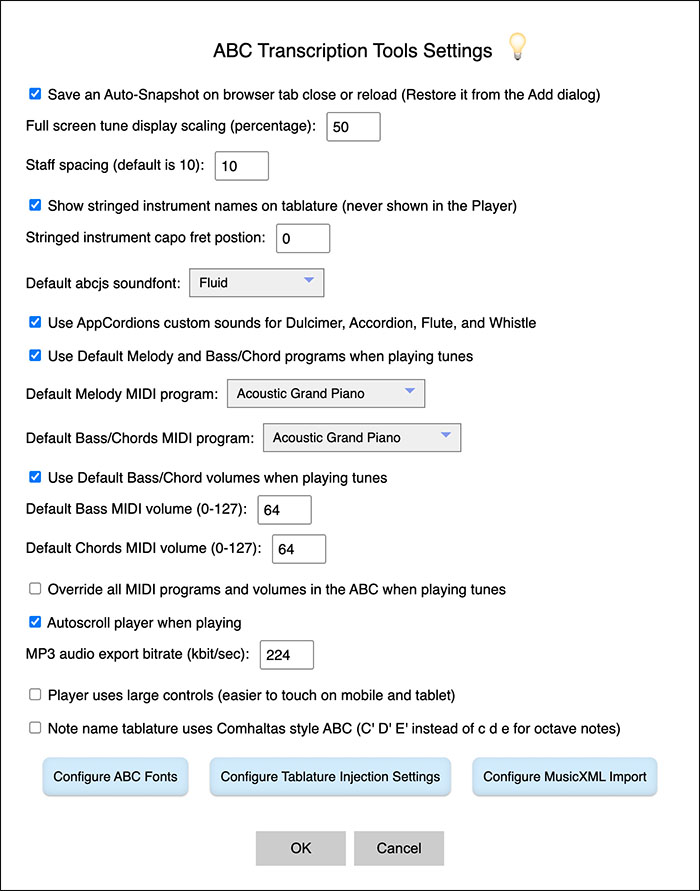 ABC Transcription Tools Settings
Save an Auto-Snapshot on browser tab close or reload (Restore it from the Add dialog)
Full screen tune display scaling (percentage): 50
Staff spacing (default is 10): 10
Show stringed instrument names on tablature (never shown in the Player)
Stringed instrument capo fret postion: 0
Default abcjs soundfont: Fluid
Use AppCordions custom sounds for Dulcimer, Accordion, Flute, and Whistle
Use Default Melody and Bass/Chord programs when playing tunes
Default Melody MIDI program: Acoustic Grand Piano
Default Bass/Chords MIDI program: Acoustic Grand Piano
Use Default Bass/Chord volumes when playing tunes
Default Bass MIDI volume (0-127): 64
Default Chords MIDI volume (0-127): 64
Override all MIDI programs and volumes in the ABC when playing tunes
Autoscroll player when playing
MP3 audio export bitrate (kbit/sec): 224
Player uses large controls (easier to touch on mobile and tablet)
Note name tablature uses Comhaltas style ABC (C' D' E' instead of c d e for octave notes)
Configure ABC Fonts Configure Tablature Injection Settings Configure MusicXML Import
OK Cancel